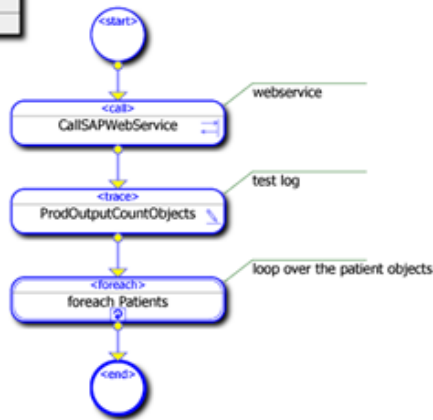 <start>
<call>
CallSAPWebService
webservice
<trace>
ProdOutputCountObjects
test log
<foreach>
foreach Patients
loop over the patient objects
<end>